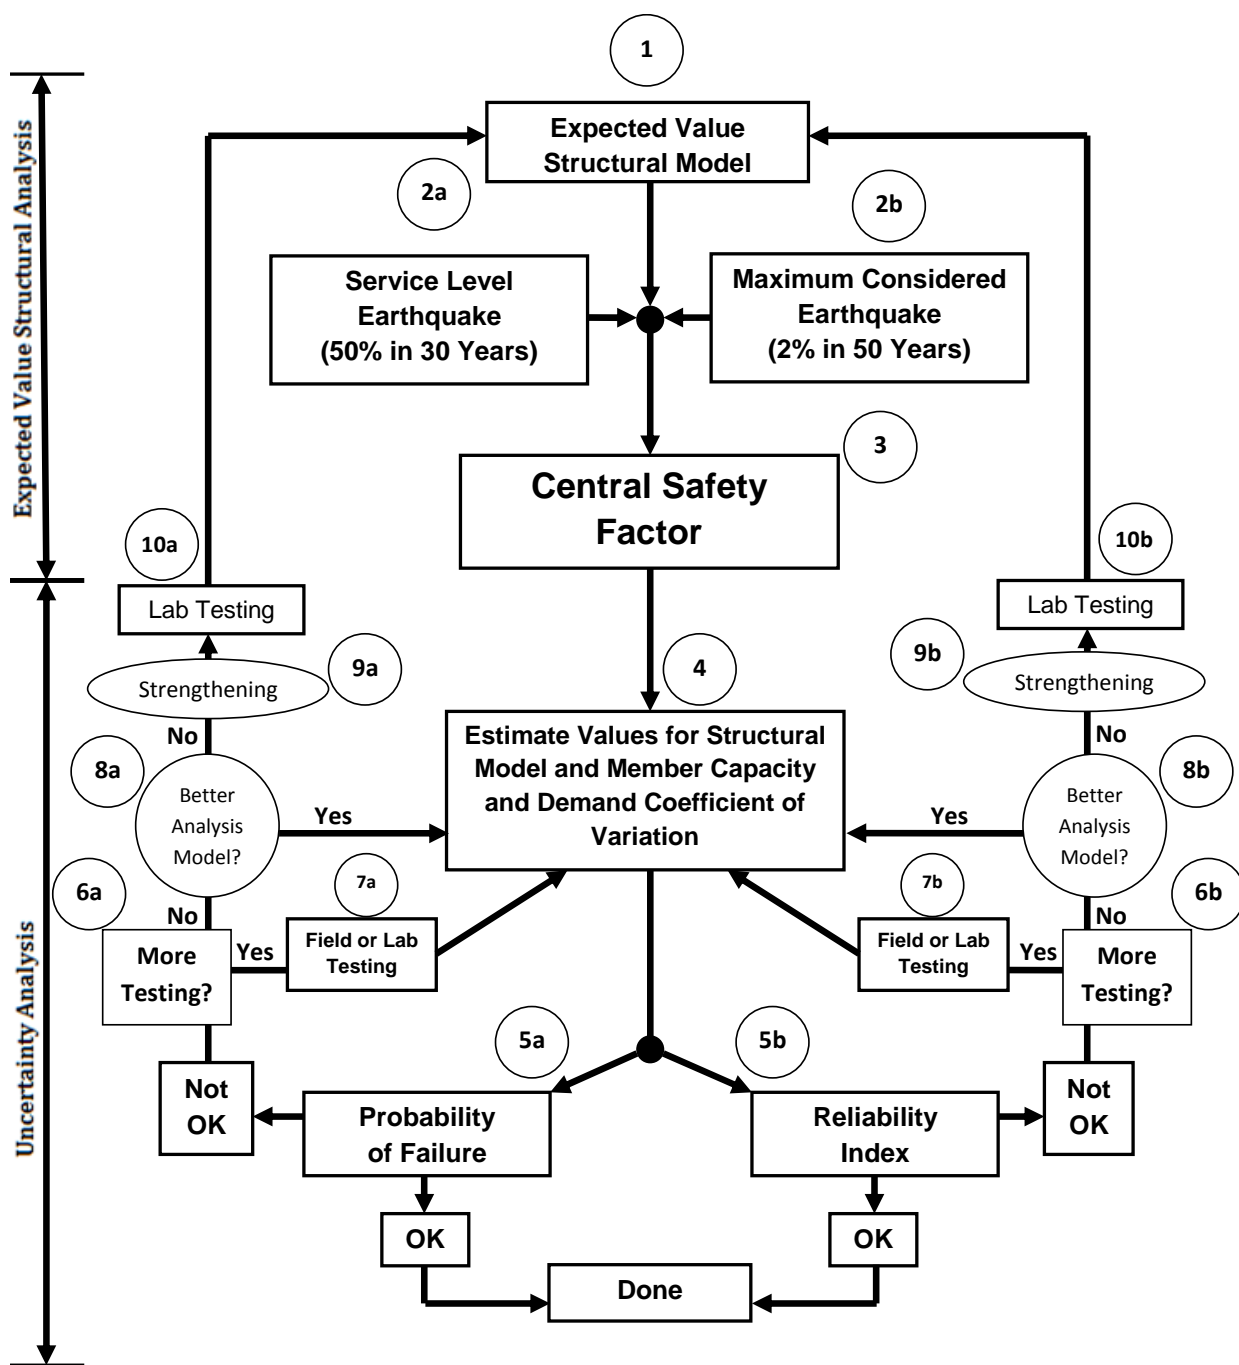 1
Expected Value
Structural Model
2a
2b
Service Level
Earthquake
(50% in 30 Years)
Maximum Considered
Earthquake
(2% in 50 Years)
Expected Value Structural Analysis
3
Central Safety
Factor
10a
10b
Lab Testing
Lab Testing
9a
9b
Strengthening
Strengthening
4
No
No
8a
8b
Better
Analysis
Model?
Yes
Estimate Values for Structural
Model and Member Capacity
and Demand Coefficient of
Variation
Yes
Better
Analysis
Model?
6a
7a
7b
6b
No
No
More
Testing?
Yes
Field or Lab
Testing
Field or Lab
Testing
Yes
More
Testing?
Uncertainty Analysis
5a
5b
Not
OK
Probability
of Failure
Reliability
Index
Not
OK
OK
OK
Done